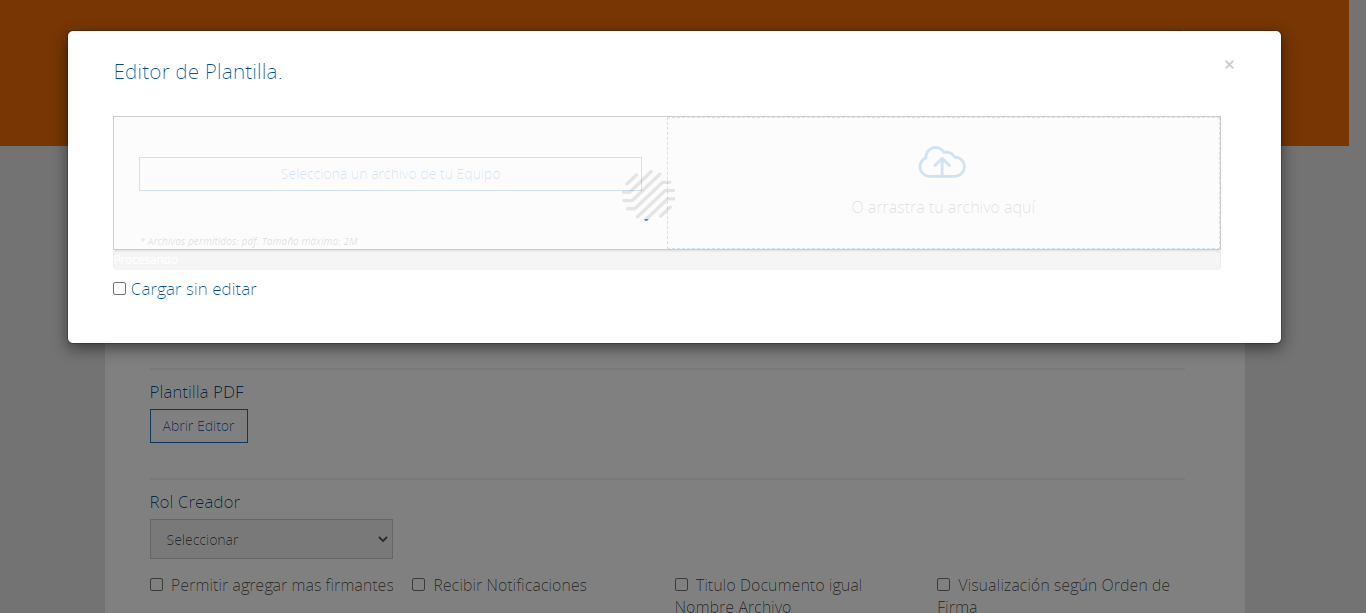 Editor de Plantilla.
×
Selecciona un archivo de tu Equipo
O arrastra tu archivo aquí
* Archivos permitidos: pdf. Tamaño maximo: 2M
Procesando
Cargar sin editar
Plantilla PDF
Abrir Editor
Rol Creador
Seleccionar
Permitir agregar mas firmantes
Recibir Notificaciones
Titulo Documento igual
Nombre Archivo
Visualización según Orden de
Firma